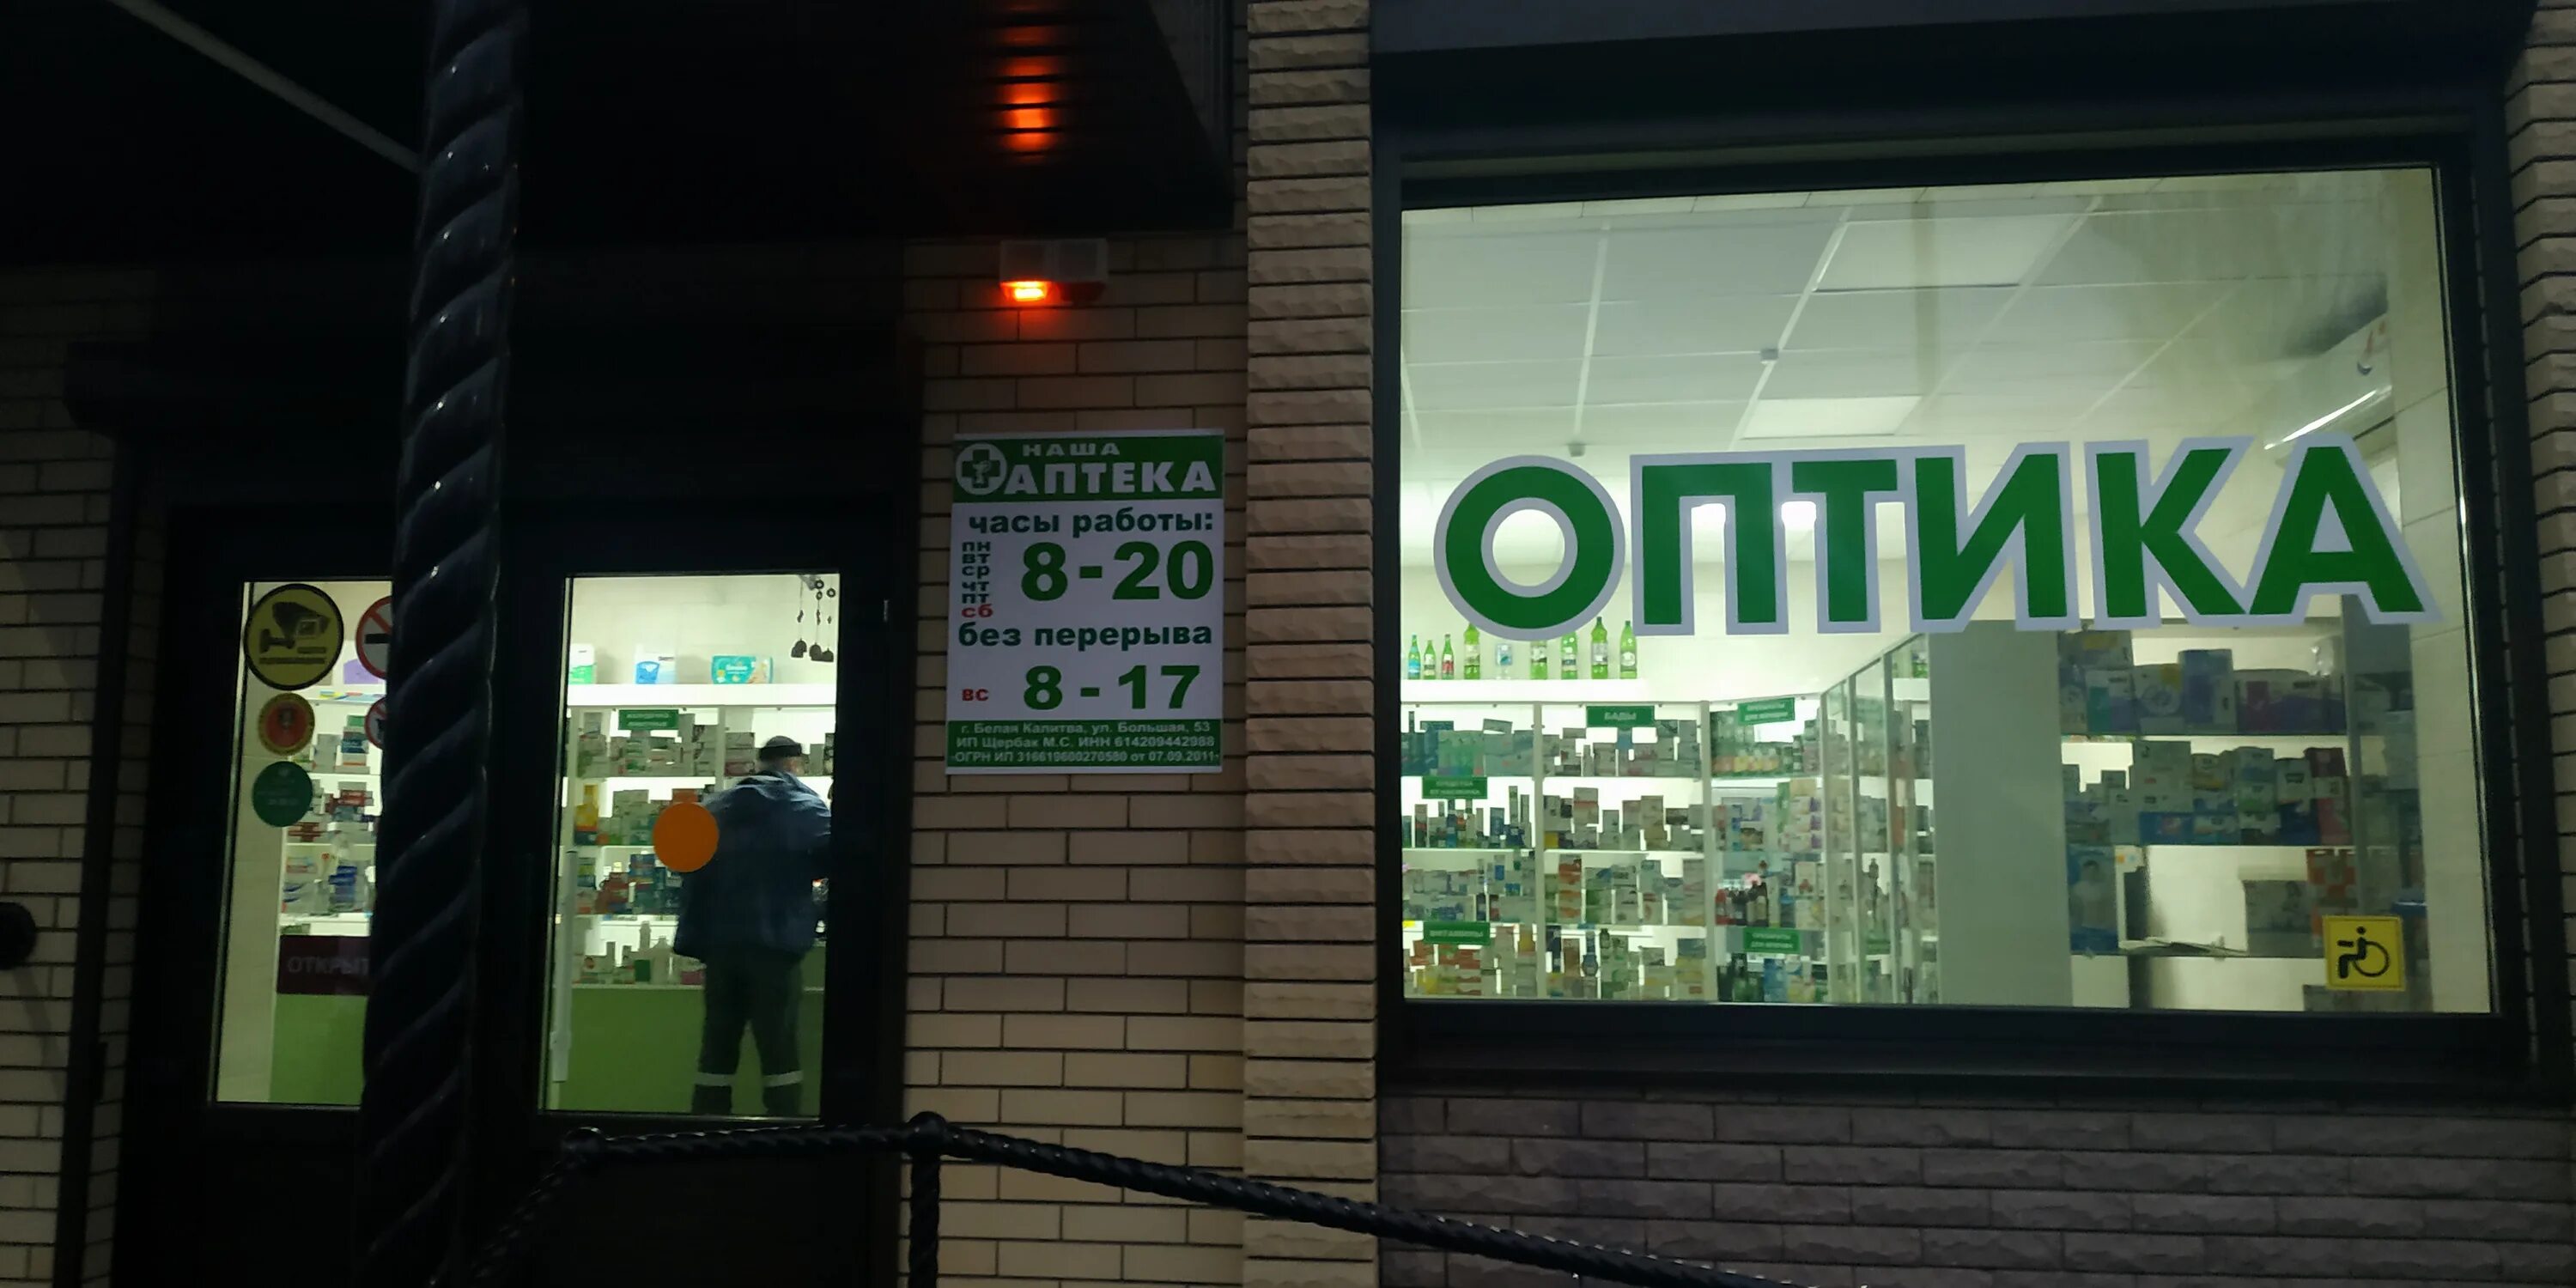 ОТКРЫТ
НАША
АПТЕКА
часы работы:
пн
вт
ср
чт
пт
сб
8-20
без перерыва
вс 8-17
г. Белая Калитва, ул. Большая, 53
ИП Щербак М.С. ИНН 614209442988
ОГРН ИП 316619600270580 от 07.09.2011
ОПТИКА
БАДЫ
ВИТАМИНЫ